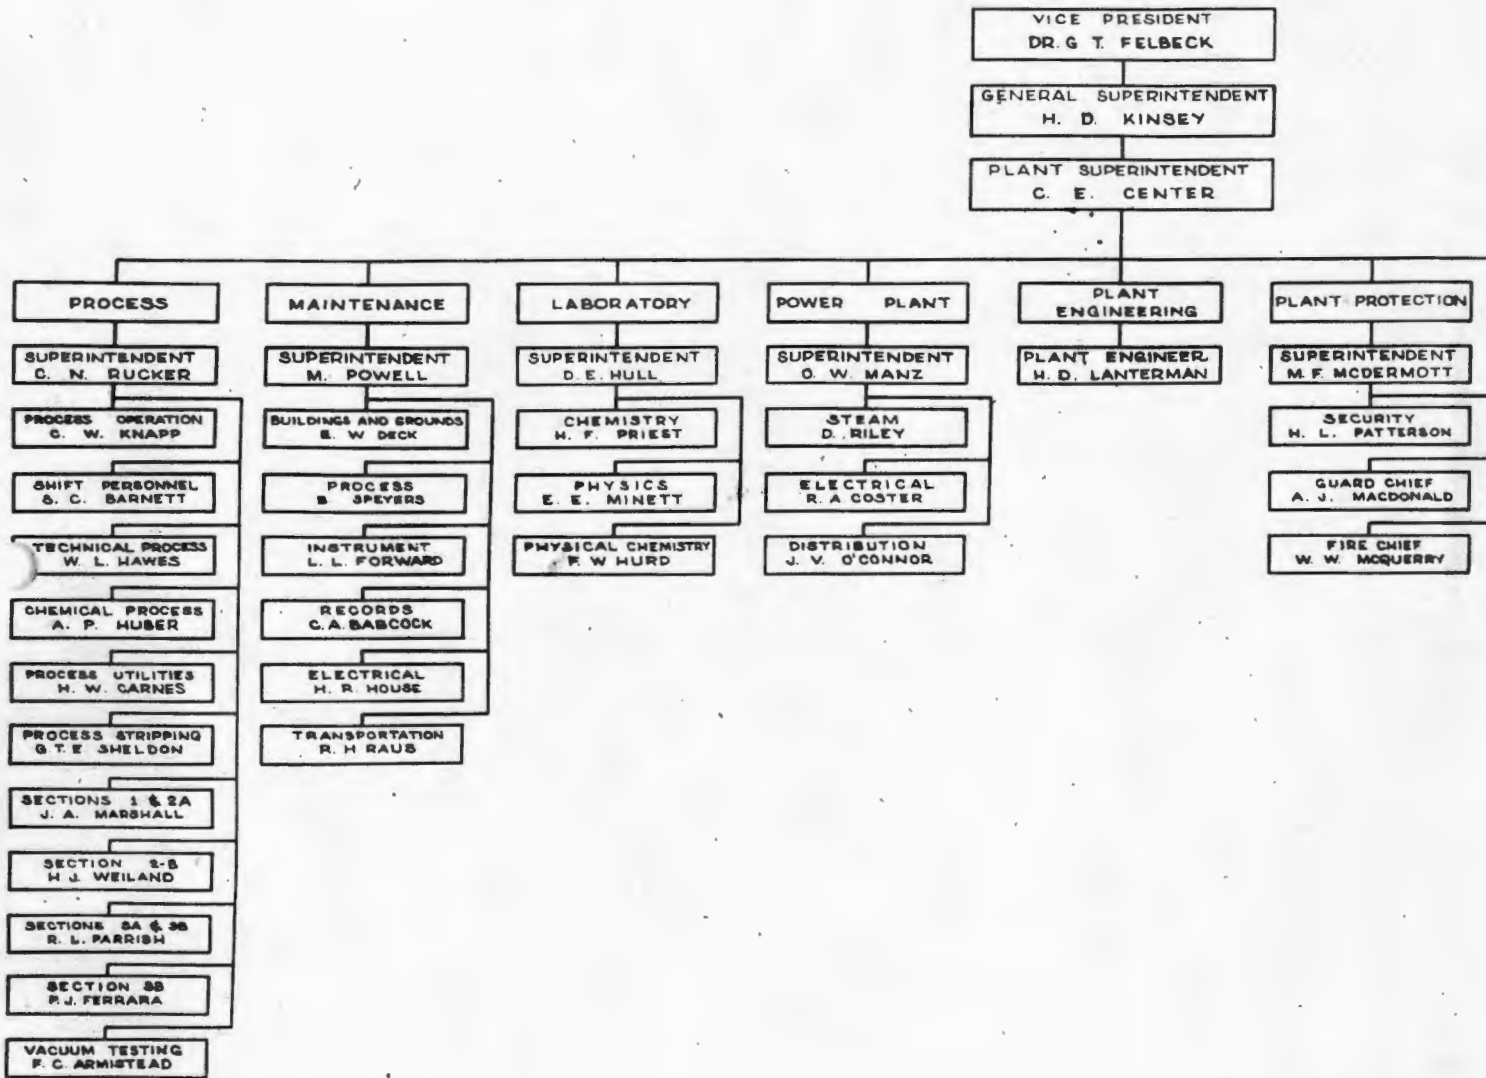 VICE PRESIDENT
DR. G T. FELBECK
GENERAL SUPERINTENDENT
H. D. KINSEY
PLANT SUPERINTENDENT
C. E. CENTER
PROCESS
SUPERINTENDENT
C. N. RUCKER
PROCESS OPERATION
C. W. KNAPP
SHIFT PERSONNEL
S. C. BARNETT
TECHNICAL PROCESS
W. L. HAWES
CHEMICAL PROCESS
A. P. HUBER
PROCESS UTILITIES
H. W. CARNES
PROCESS STRIPPING
G. T. E. SHELDON
SECTIONS 1 & 2A
J. A. MARSHALL
SECTION 2-B
H J. WEILAND
SECTIONS 3A & 3B
R. L. PARRISH
SECTION 3B
P. J. FERRARA
VACUUM TESTING
F. C. ARMISTEAD
MAINTENANCE
SUPERINTENDENT
M. POWELL
BUILDINGS AND GROUNDS
E. W DECK
PROCESS
B. SPEYERS
INSTRUMENT
L. L. FORWARD
RECORDS
C. A. BABCOCK
ELECTRICAL
H. R. HOUSE
TRANSPORTATION
R. H RAUB
LABORATORY
SUPERINTENDENT
D. E. HULL
CHEMISTRY
H. F. PRIEST
PHYSICS
E. E. MINETT
PHYSICAL CHEMISTRY
F. W HURD
POWER PLANT
SUPERINTENDENT
O. W. MANZ
STEAM
D. RILEY
ELECTRICAL
R. A COSTER
DISTRIBUTION
J. V. O'CONNOR
PLANT
ENGINEERING
PLANT ENGINEER
H. D. LANTERMAN
PLANT PROTECTION
SUPERINTENDENT
M. F. MCDERMOTT
SECURITY
H. L. PATTERSON
GUARD CHIEF
A. J. MACDONALD
FIRE CHIEF
W. W. MCQUERRY